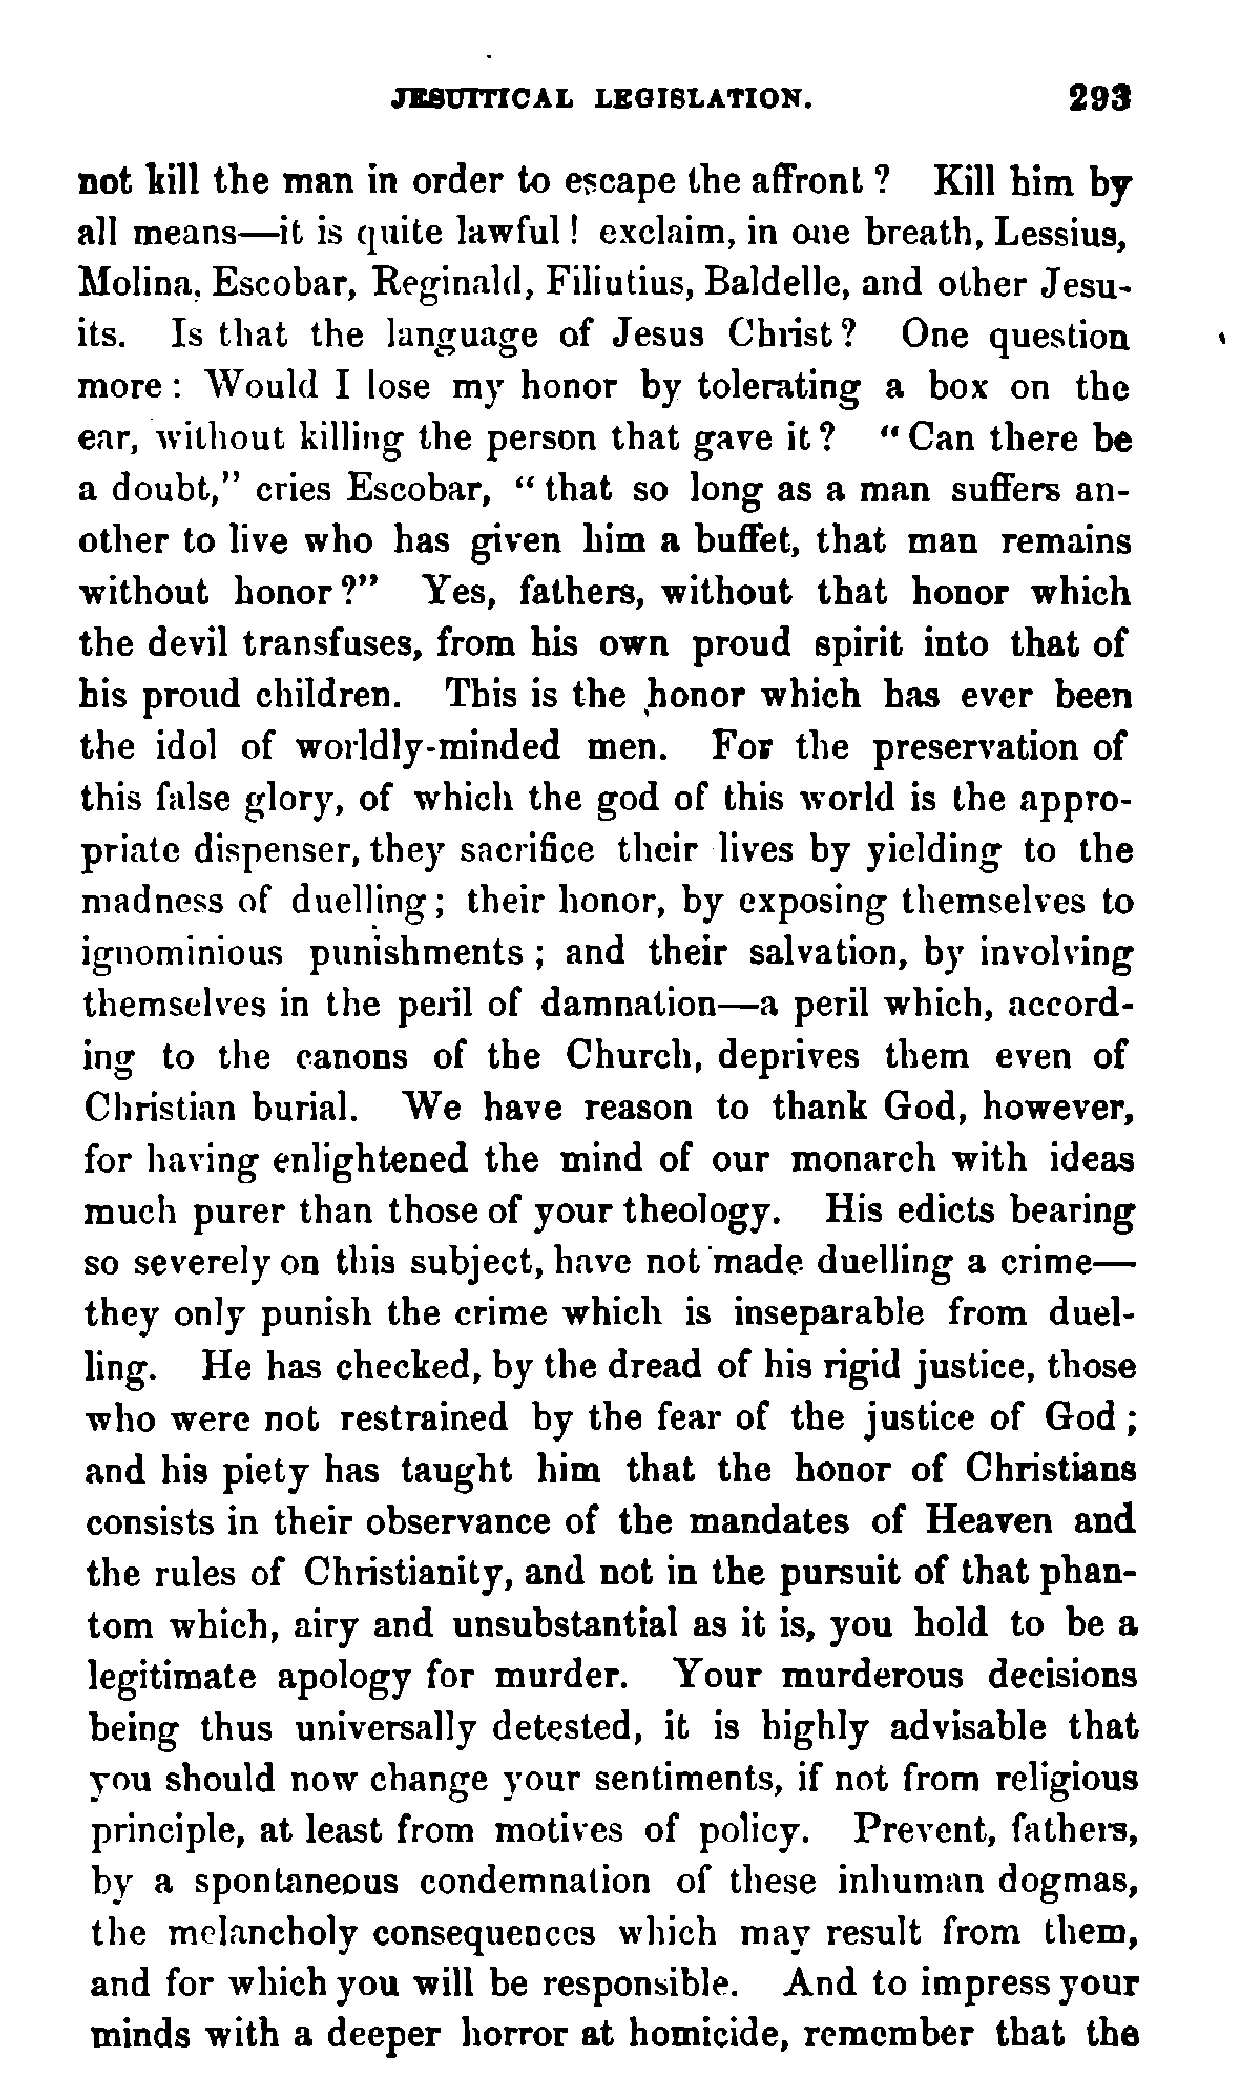 JESUITICAL LEGISLATION. 293
not kill the man in order to escape the affront? Kill him by
all means—it is quite lawful! exclaim, in one breath, Lessius,
Molina, Escobar, Reginald, Filiutius, Baldelle, and other Jesu-
its. Is that the language of Jesus Christ? One question
more: Would I lose my honor by tolerating a box on the
ear, without killing the person that gave it? "Can there be
a doubt," cries Escobar, "that so long as a man suffers an-
other to live who has given him a buffet, that man remains
without honor?" Yes, fathers, without that honor which
the devil transfuses, from his own proud spirit into that of
his proud children. This is the honor which has ever been
the idol of worldly-minded men. For the preservation of
this false glory, of which the god of this world is the appro-
priate dispenser, they sacrifice their lives by yielding to the
madness of duelling; their honor, by exposing themselves to
ignominious punishments; and their salvation, by involving
themselves in the peril of damnation—a peril which, accord-
ing to the canons of the Church, deprives them even of
Christian burial. We have reason to thank God, however,
for having enlightened the mind of our monarch with ideas
much purer than those of your theology. His edicts bearing
so severely on this subject, have not made duelling a crime—
they only punish the crime which is inseparable from duel-
ling. He has checked, by the dread of his rigid justice, those
who were not restrained by the fear of the justice of God;
and his piety has taught him that the honor of Christians
consists in their observance of the mandates of Heaven and
the rules of Christianity, and not in the pursuit of that phan-
tom which, airy and unsubstantial as it is, you hold to be a
legitimate apology for murder. Your murderous decisions
being thus universally detested, it is highly advisable that
you should now change your sentiments, if not from religious
principle, at least from motives of policy. Prevent, fathers,
by a spontaneous condemnation of these inhuman dogmas,
the melancholy consequences which may result from them,
and for which you will be responsible. And to impress your
minds with a deeper horror at homicide, remember that the